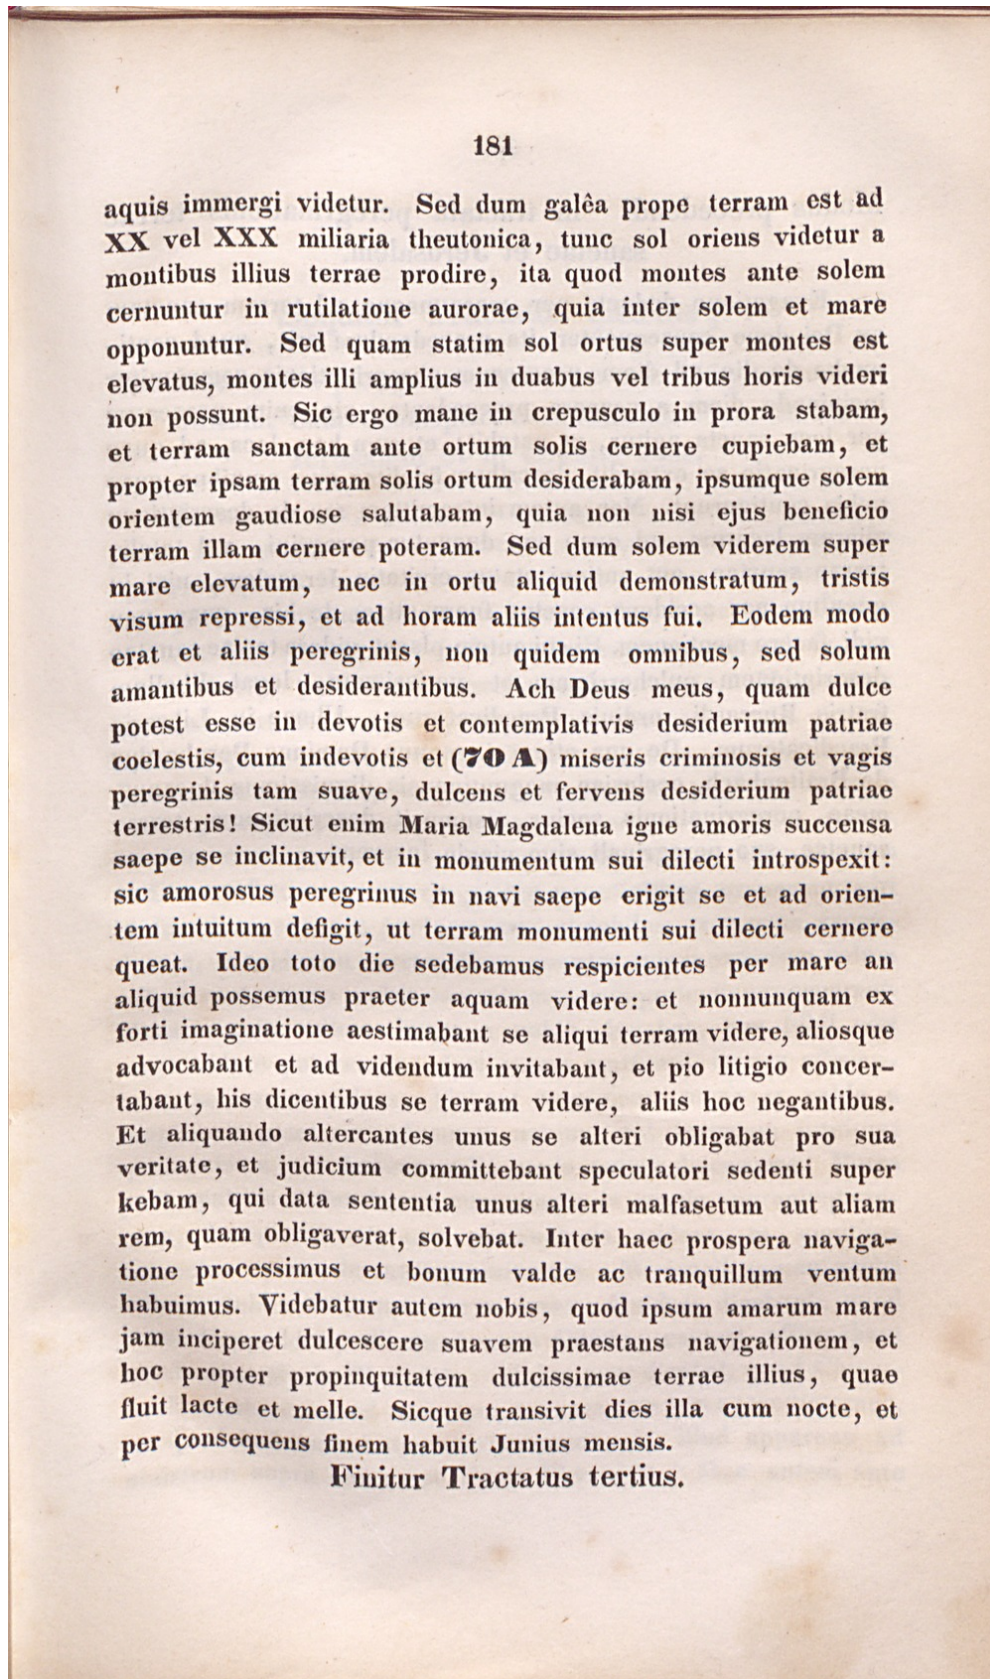 181
aquis immergi videtur. Sed dum galêa prope terram est ad
XX vel XXX miliaria theutonica, tunc sol oriens videtur a
montibus illius terrae prodire, ita quod montes ante solem
cernuntur in rutilatione aurorae, quia inter solem et mare
opponuntur. Sed quam statim sol ortus super montes est
elevatus, montes illi amplius in duabus vel tribus horis videri
non possunt. Sic ergo mane in crepusculo in prora stabam,
et terram sanctam ante ortum solis cernere cupiebam, et
propter ipsam terram solis ortum desiderabam, ipsumque solem
orientem gaudiose salutabam, quia non nisi ejus beneficio
terram illam cernere poteram. Sed dum solem viderem super
mare elevatum, nec in ortu aliquid demonstratum, tristis
visum repressi, et ad horam aliis intentus fui. Eodem modo
erat et aliis peregrinis, non quidem omnibus, sed solum
amantibus et desiderantibus. Ach Deus meus, quam dulce
potest esse in devotis et contemplativis desiderium patriae
coelestis, cum indevotis et (70 A) miseris criminosis et vagis
peregrinis tam suave, dulcens et fervens desiderium patriae
terrestris! Sicut enim Maria Magdalena igne amoris succensa
saepe se inclinavit, et in monumentum sui dilecti introspexit:
sic amorosus peregrinus in navi saepe erigit se et ad orien-
tem intuitum defigit, ut terram monumenti sui dilecti cernere
queat. Ideo toto die sedebamus respicientes per mare an
aliquid possemus praeter aquam videre: et nonnunquam ex
forti imaginatione aestimabant se aliqui terram videre, aliosque
advocabant et ad videndum invitabant, et pio litigio concer-
tabant, his dicentibus se terram videre, aliis hoc negantibus.
Et aliquando altercantes unus se alteri obligabat pro sua
veritate, et judicium committebant speculatori sedenti super
kebam, qui data sententia unus alteri malfasetum aut aliam
rem, quam obligaverat, solvebat. Inter haec prospera naviga-
tione processimus et bonum valde ac tranquillum ventum
habuimus. Videbatur autem nobis, quod ipsum amarum mare
jam inciperet dulcescere suavem praestans navigationem, et
hoc propter propinquitatem dulcissimae terrae illius, quae
fluit lacte et melle. Sicque transivit dies illa cum nocte, et
per consequens finem habuit Junius mensis.
Finitur Tractatus tertius.